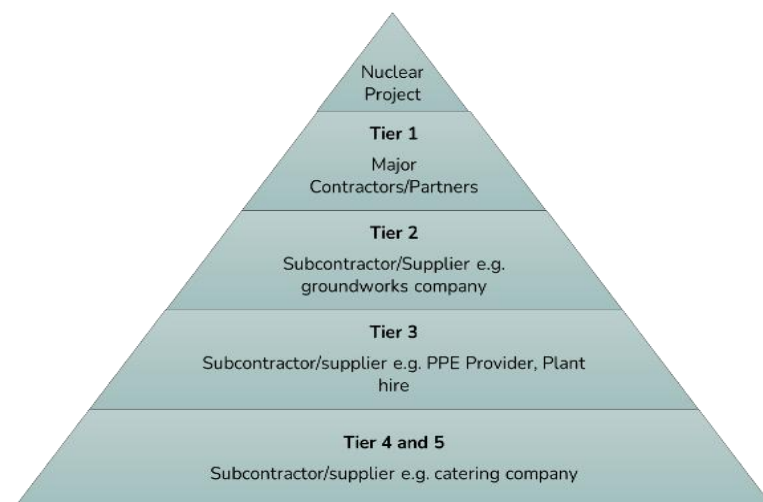 Nuclear
Project
Tier 1
Major
Contractors/Partners
Tier 2
Subcontractor/Supplier e.g.
groundworks company
Tier 3
Subcontractor/supplier e.g. PPE Provider, Plant
hire
Tier 4 and 5
Subcontractor/supplier e.g. catering company